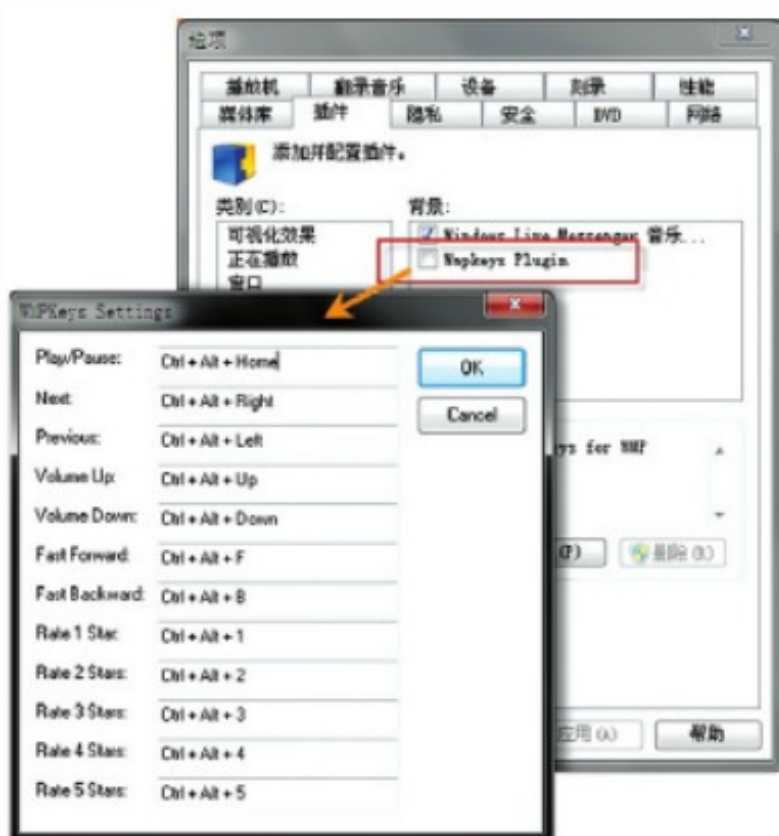 选项
播放机 翻录音乐 设备 刻录 性能
媒体库 插件 隐私 安全 DVD 网络
添加并配置插件。
类别(C):
背景:
可视化效果
正在播放
窗口
Windows Live Messenger 音乐...
Wmpkeys Plugin
WMPKeys Settings
Play/Pause: Ctrl + Alt + Home
Next: Ctrl + Alt + Right
Previous: Ctrl + Alt + Left
Volume Up: Ctrl + Alt + Up
Volume Down: Ctrl + Alt + Down
Fast Forward: Ctrl + Alt + F
Fast Backward: Ctrl + Alt + B
Rate 1 Star: Ctrl + Alt + 1
Rate 2 Stars: Ctrl + Alt + 2
Rate 3 Stars: Ctrl + Alt + 3
Rate 4 Stars: Ctrl + Alt + 4
Rate 5 Stars: Ctrl + Alt + 5
OK
Cancel
ys for WMP
(P) 删除(R)
应用(A) 帮助